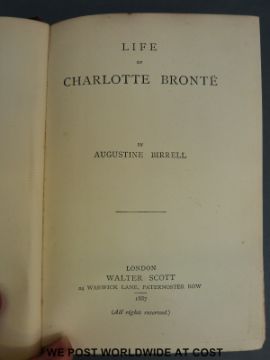 LIFE
OF
CHARLOTTE BRONTË
BY
AUGUSTINE BIRRELL
LONDON
WALTER SCOTT
24 WARWICK LANE, PATERNOSTER ROW
1887
(All rights reserved.)
WE POST WORLDWIDE AT COST